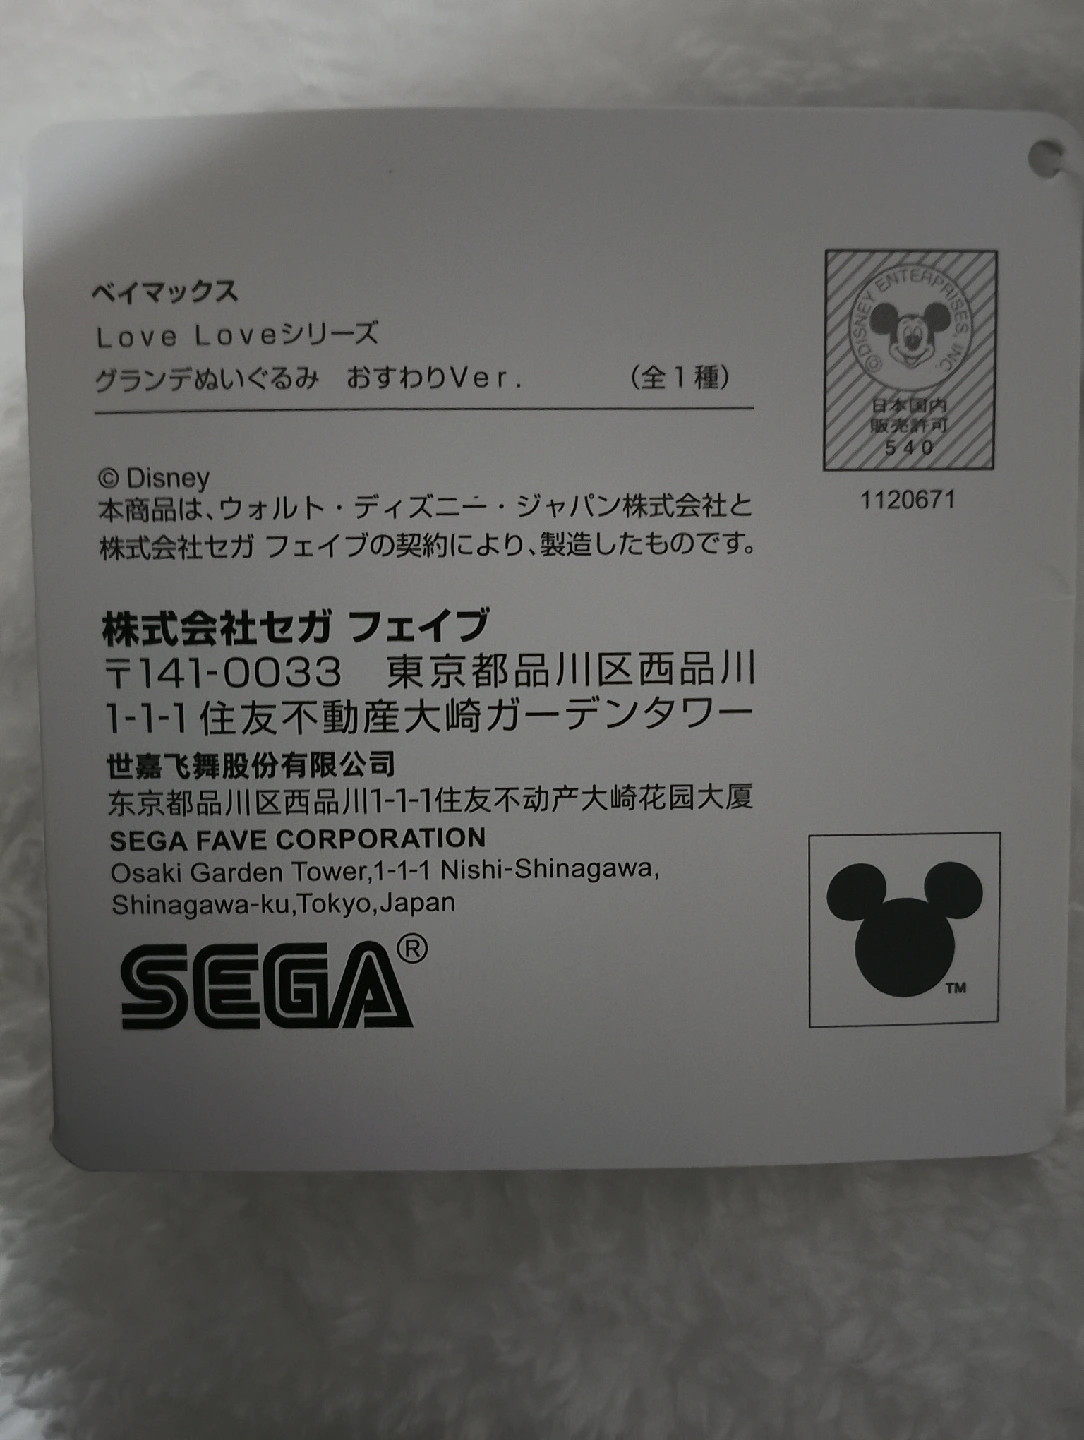 ベイマックス
Love Loveシリーズ
グランデぬいぐるみ　おすわりVer.　（全１種）
© Disney
本商品は、ウォルト・ディズニー・ジャパン株式会社と
株式会社セガ フェイブの契約により、製造したものです。
株式会社セガ フェイブ
〒141-0033　東京都品川区西品川
1-1-1 住友不動産大崎ガーデンタワー
世嘉飞舞股份有限公司
东京都品川区西品川1-1-1住友不动产大崎花园大厦
SEGA FAVE CORPORATION
Osaki Garden Tower,1-1-1 Nishi-Shinagawa,
Shinagawa-ku,Tokyo,Japan
SEGA®
©DISNEY ENTERPRISES, INC.
日本国内
販売許可
540
1120671
TM